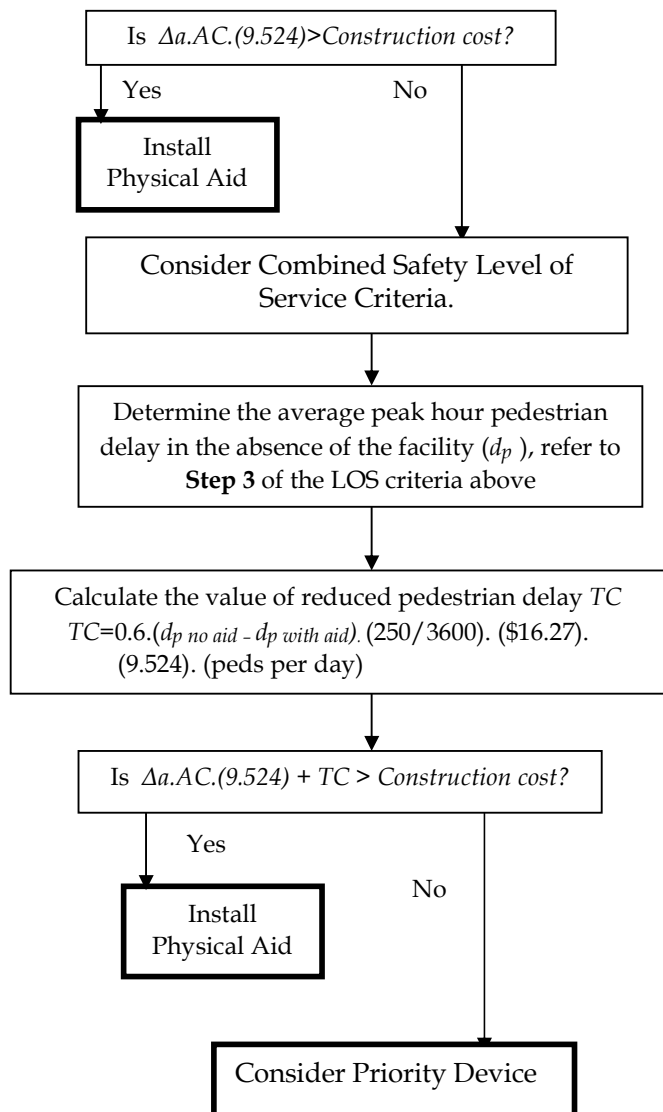 Is Δa.AC.(9.524)>Construction cost?
Yes
No
Install
Physical Aid
Consider Combined Safety Level of
Service Criteria.
Determine the average peak hour pedestrian
delay in the absence of the facility (dp ), refer to
Step 3 of the LOS criteria above
Calculate the value of reduced pedestrian delay TC
TC=0.6.(dp no aid – dp with aid). (250/3600). ($16.27).
(9.524). (peds per day)
Is Δa.AC.(9.524) + TC > Construction cost?
Yes
No
Install
Physical Aid
Consider Priority Device